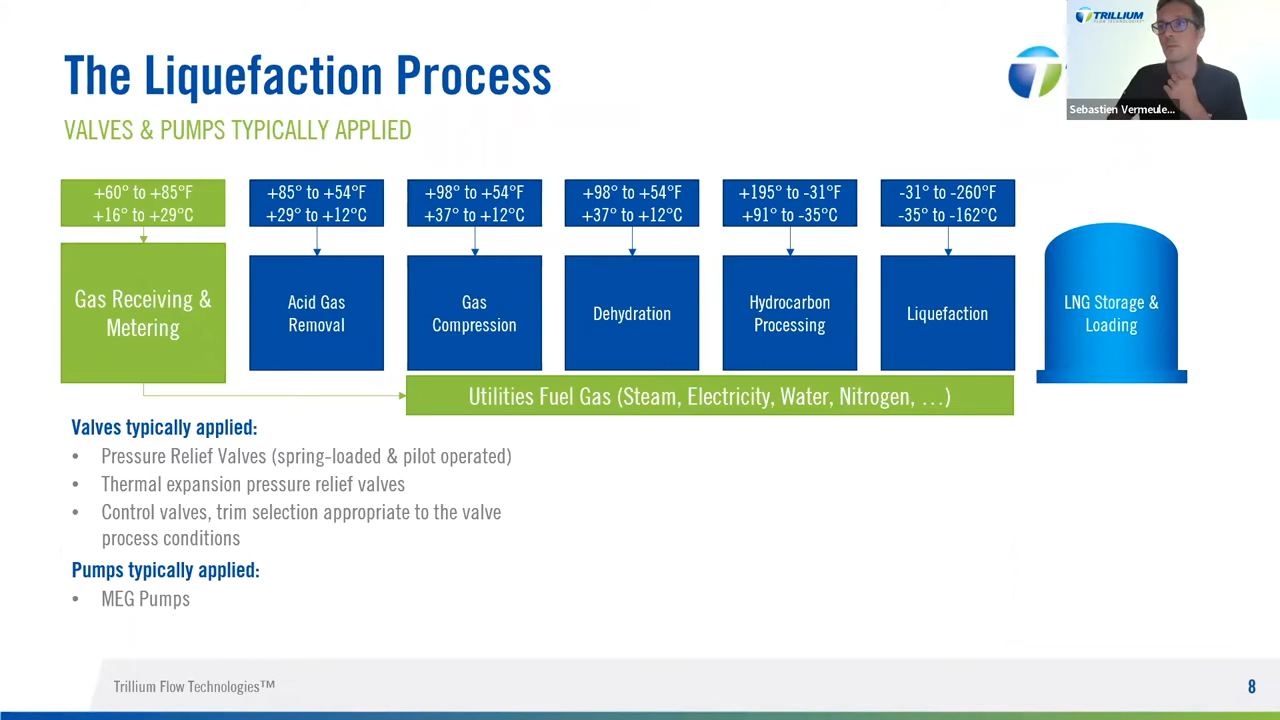 TRILLIUM
FLOW TECHNOLOGIES
Sebastien Vermeule...
The Liquefaction Process
VALVES & PUMPS TYPICALLY APPLIED
+60° to +85°F
+16° to +29°C
+85° to +54°F
+29° to +12°C
+98° to +54°F
+37° to +12°C
+98° to +54°F
+37° to +12°C
+195° to -31°F
+91° to -35°C
-31° to -260°F
-35° to -162°C
Gas Receiving &
Metering
Acid Gas
Removal
Gas
Compression
Dehydration
Hydrocarbon
Processing
Liquefaction
LNG Storage &
Loading
Utilities Fuel Gas (Steam, Electricity, Water, Nitrogen, …)
Valves typically applied:
• Pressure Relief Valves (spring-loaded & pilot operated)
• Thermal expansion pressure relief valves
• Control valves, trim selection appropriate to the valve
process conditions
Pumps typically applied:
• MEG Pumps
Trillium Flow Technologies™
8